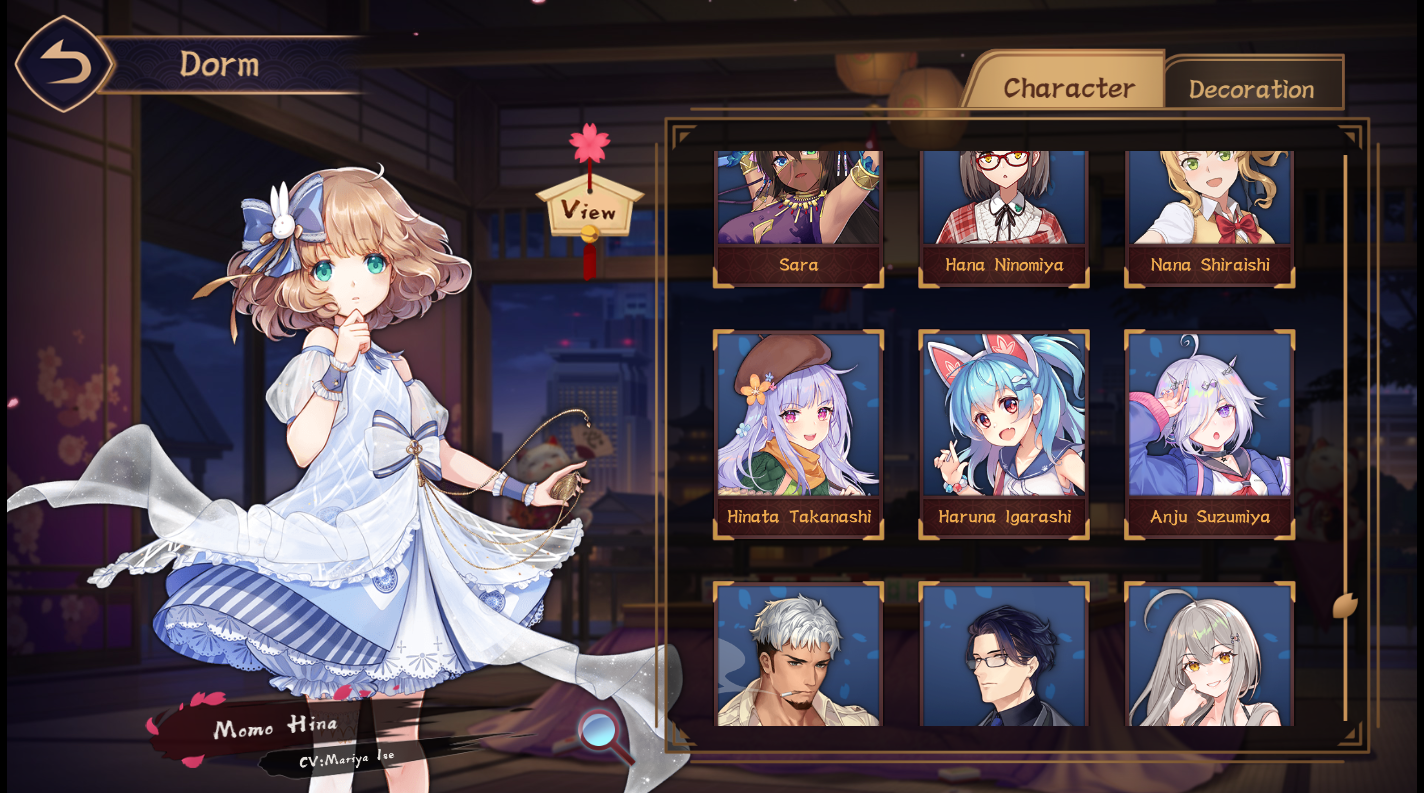 Dorm
Character
Decoration
View
Sara
Hana Ninomiya
Nana Shiraishi
Hinata Takanashi
Haruna Igarashi
Anju Suzumiya
Momo Hina
CV:Mariya Ise